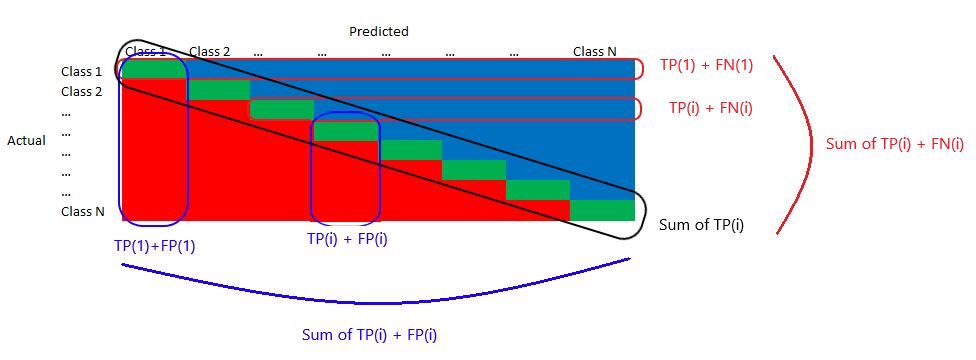 Predicted
Class 1 Class 2 ... ... ... ... ... Class N
Class 1 TP(1) + FN(1)
Class 2
... TP(i) + FN(i)
...
Actual
... Sum of TP(i) + FN(i)
...
...
Class N
Sum of TP(i)
TP(1)+FP(1) TP(i) + FP(i)
Sum of TP(i) + FP(i)